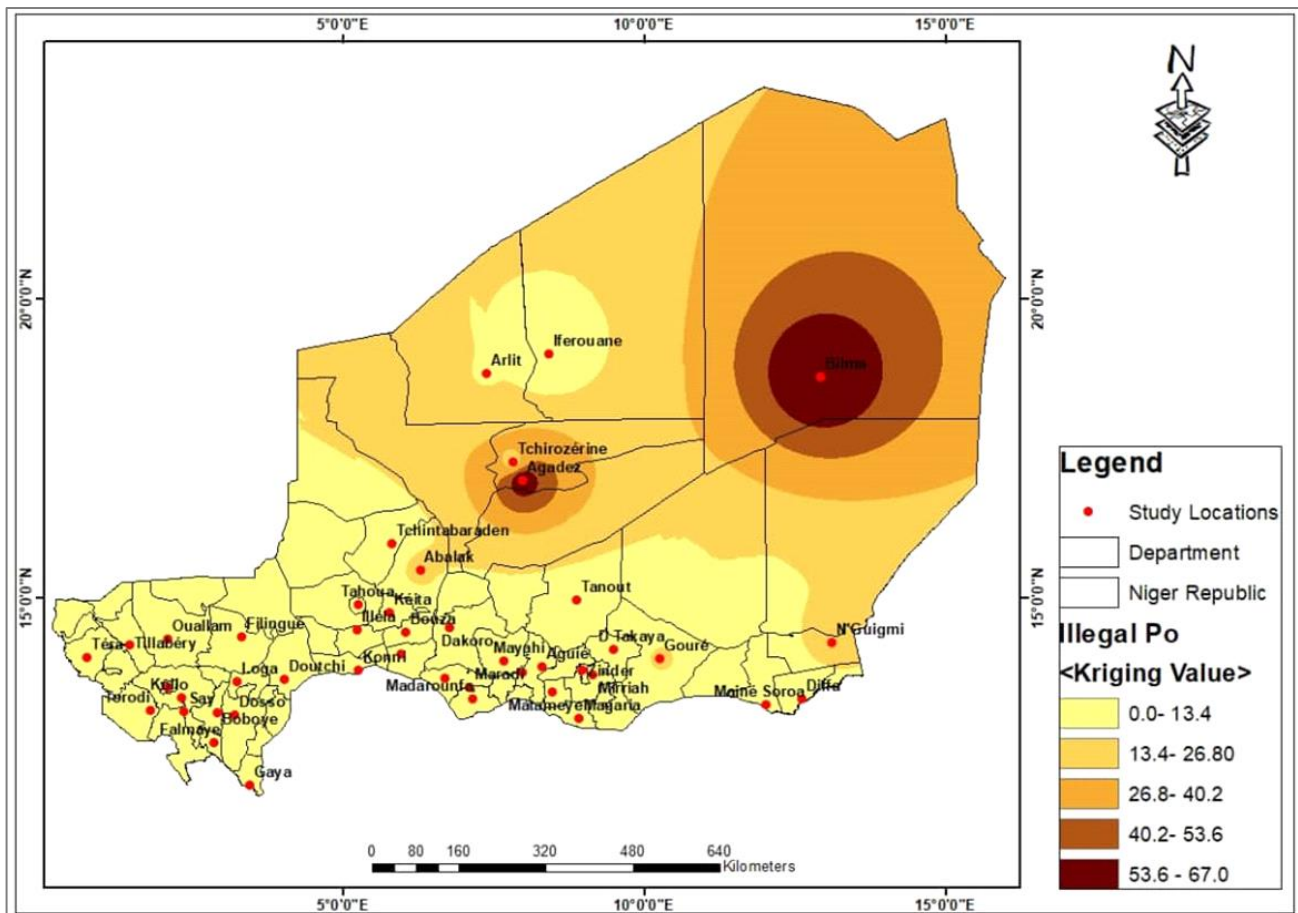 5°0'0"E 10°0'0"E 15°0'0"E
N
20°0'0"N 20°0'0"N
Iferouane
Arlit
Bilma
Tchirozérine
Agadez
Legend
Study Locations
Department
Niger Republic
Illegal Po
<Kriging Value>
0.0- 13.4
13.4- 26.80
26.8- 40.2
40.2- 53.6
53.6 - 67.0
Tchintabaraden
Abalak
15°0'0"N 15°0'0"N
Tanout
Tahoua
Kéita
Illéla
Bouza
Ouallam
Filingue
Téra
Tillabéry
Dakoro
D Takaya
Gouré
N'Guigmi
Mayahi
Aguié
Loga
Doutchi
Konni
Maradi
Zinder
Madarounfa
Mirriah
Kollo
Torodi
Say
Dosso
Boboye
Falmaye
Matameye
Magaria
Maine Soroa
Diffa
Gaya
0 80 160 320 480 640
Kilometers
5°0'0"E 10°0'0"E 15°0'0"E